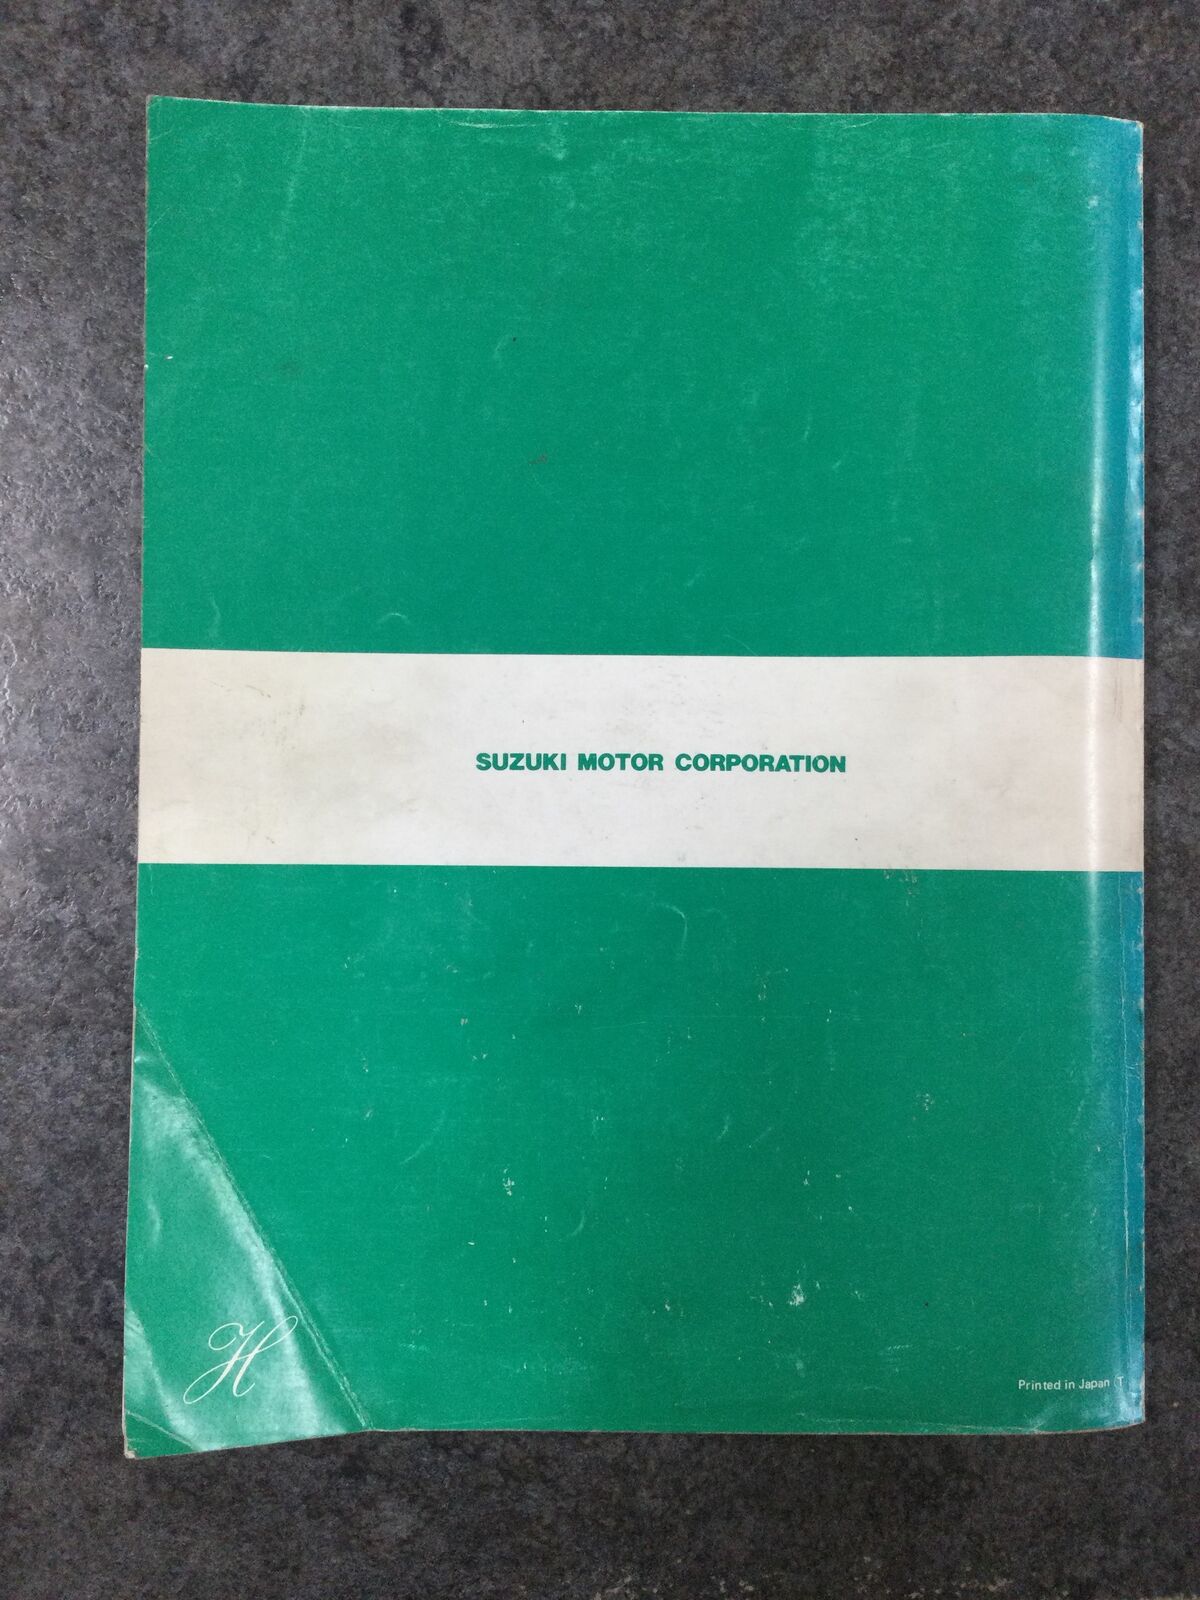 SUZUKI MOTOR CORPORATION
H
Printed in Japan T